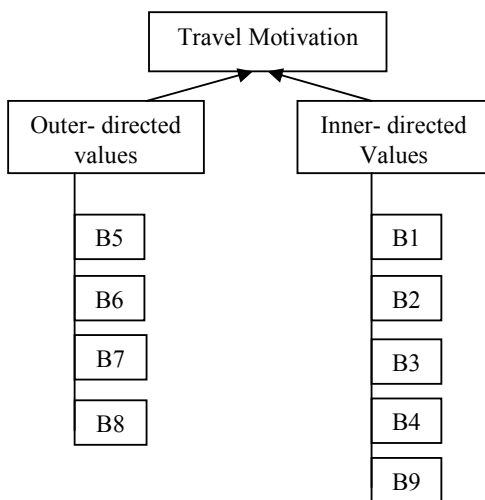 Travel Motivation
Outer- directed
values
B5
B6
B7
B8
Inner- directed
Values
B1
B2
B3
B4
B9